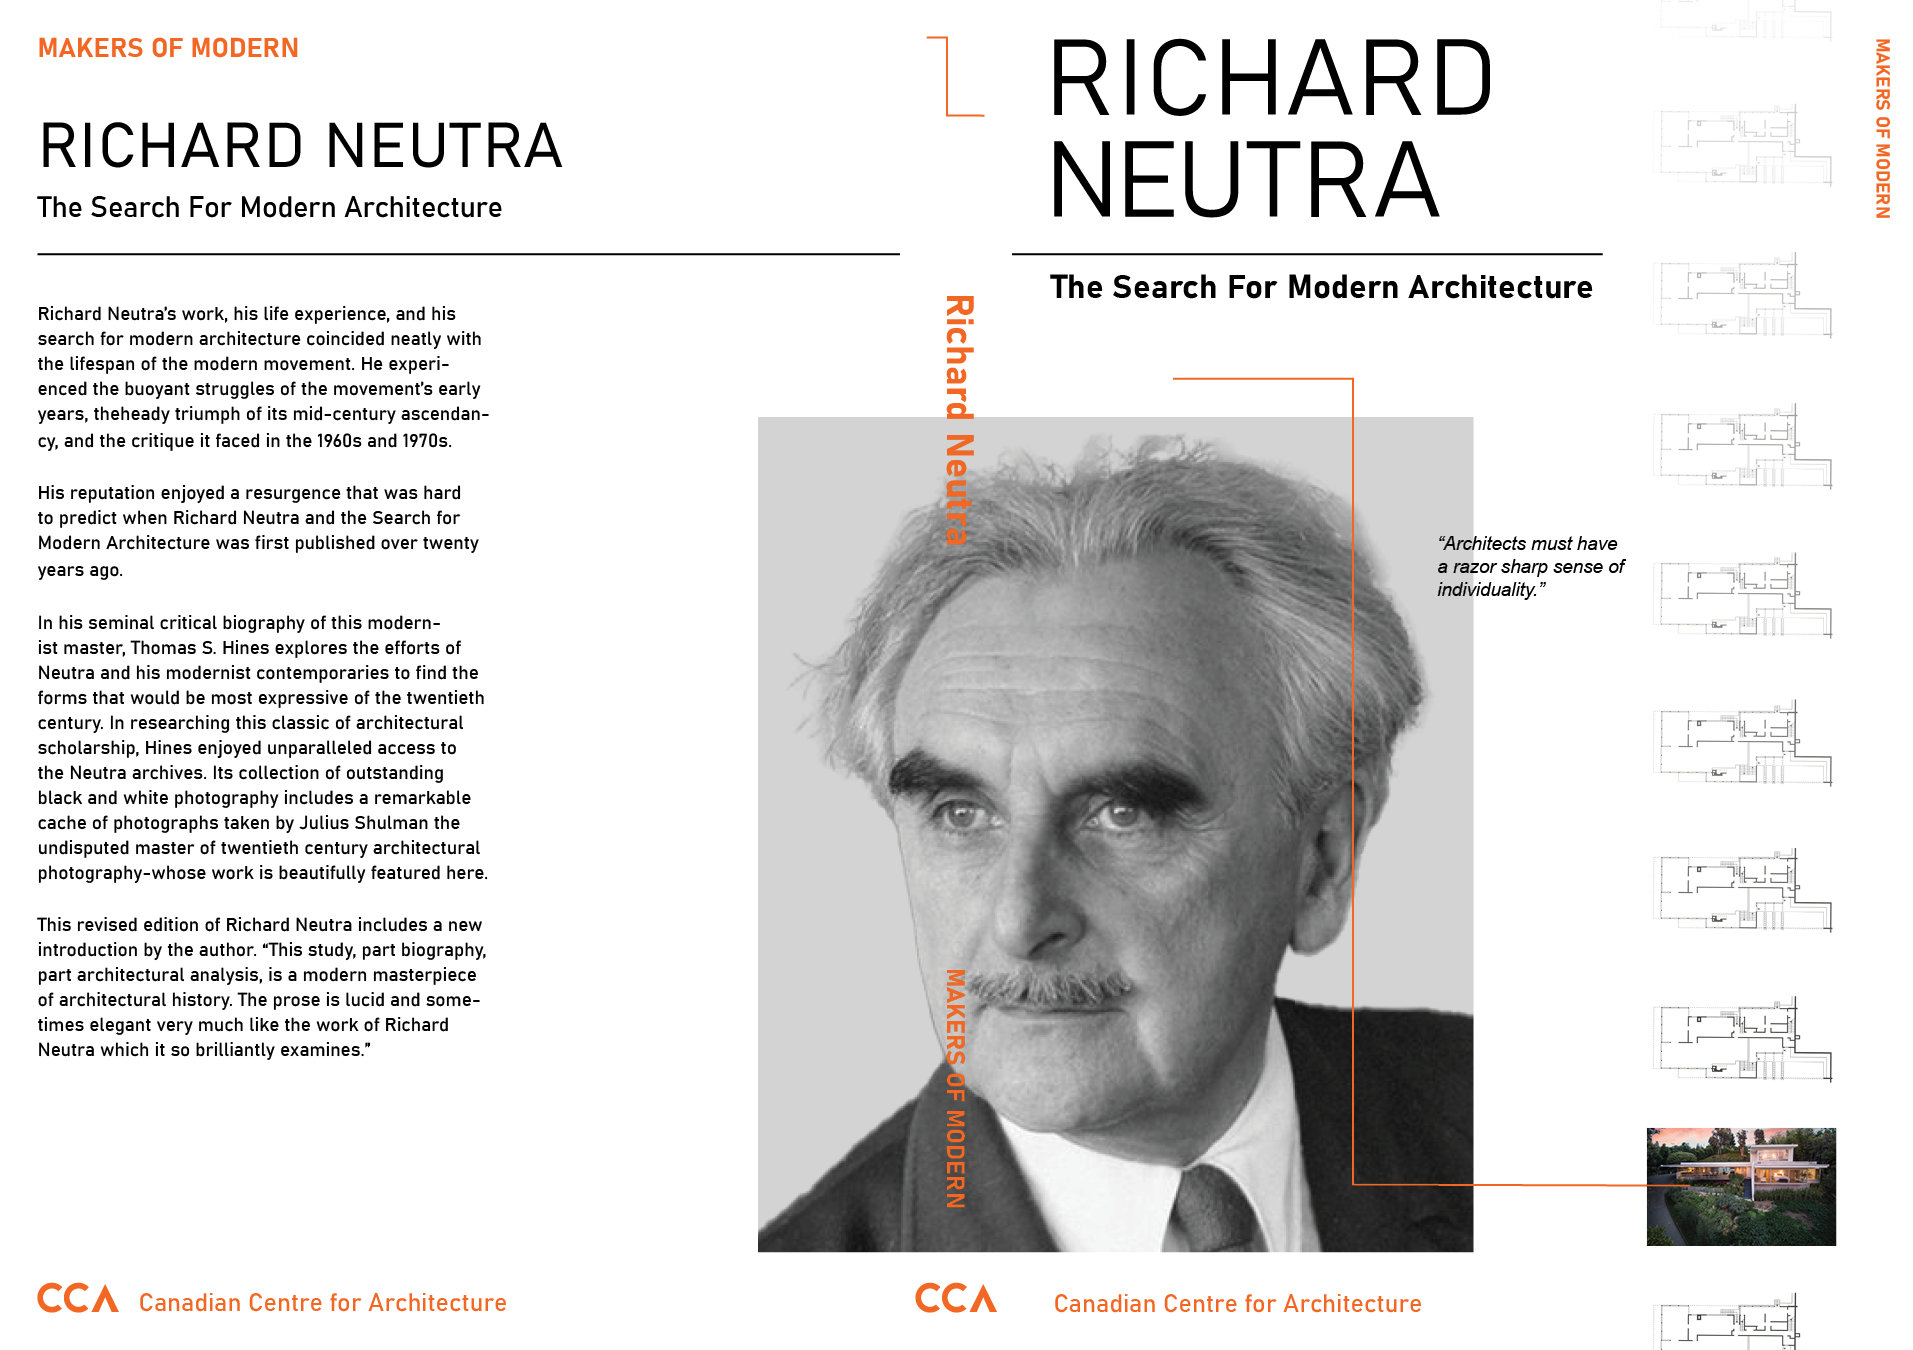 MAKERS OF MODERN
RICHARD NEUTRA
The Search For Modern Architecture
Richard Neutra's work, his life experience, and his
search for modern architecture coincided neatly with
the lifespan of the modern movement. He experi-
enced the buoyant struggles of the movement's early
years, theheady triumph of its mid-century ascendan-
cy, and the critique it faced in the 1960s and 1970s.
His reputation enjoyed a resurgence that was hard
to predict when Richard Neutra and the Search for
Modern Architecture was first published over twenty
years ago.
In his seminal critical biography of this modern-
ist master, Thomas S. Hines explores the efforts of
Neutra and his modernist contemporaries to find the
forms that would be most expressive of the twentieth
century. In researching this classic of architectural
scholarship, Hines enjoyed unparalleled access to
the Neutra archives. Its collection of outstanding
black and white photography includes a remarkable
cache of photographs taken by Julius Shulman the
undisputed master of twentieth century architectural
photography-whose work is beautifully featured here.
This revised edition of Richard Neutra includes a new
introduction by the author. “This study, part biography,
part architectural analysis, is a modern masterpiece
of architectural history. The prose is lucid and some-
times elegant very much like the work of Richard
Neutra which it so brilliantly examines.”
CCA Canadian Centre for Architecture
Richard Neutra
MAKERS OF MODERN
CCA
RICHARD
NEUTRA
The Search For Modern Architecture
“Architects must have
a razor sharp sense of
individuality.”
Canadian Centre for Architecture
MAKERS OF MODERN